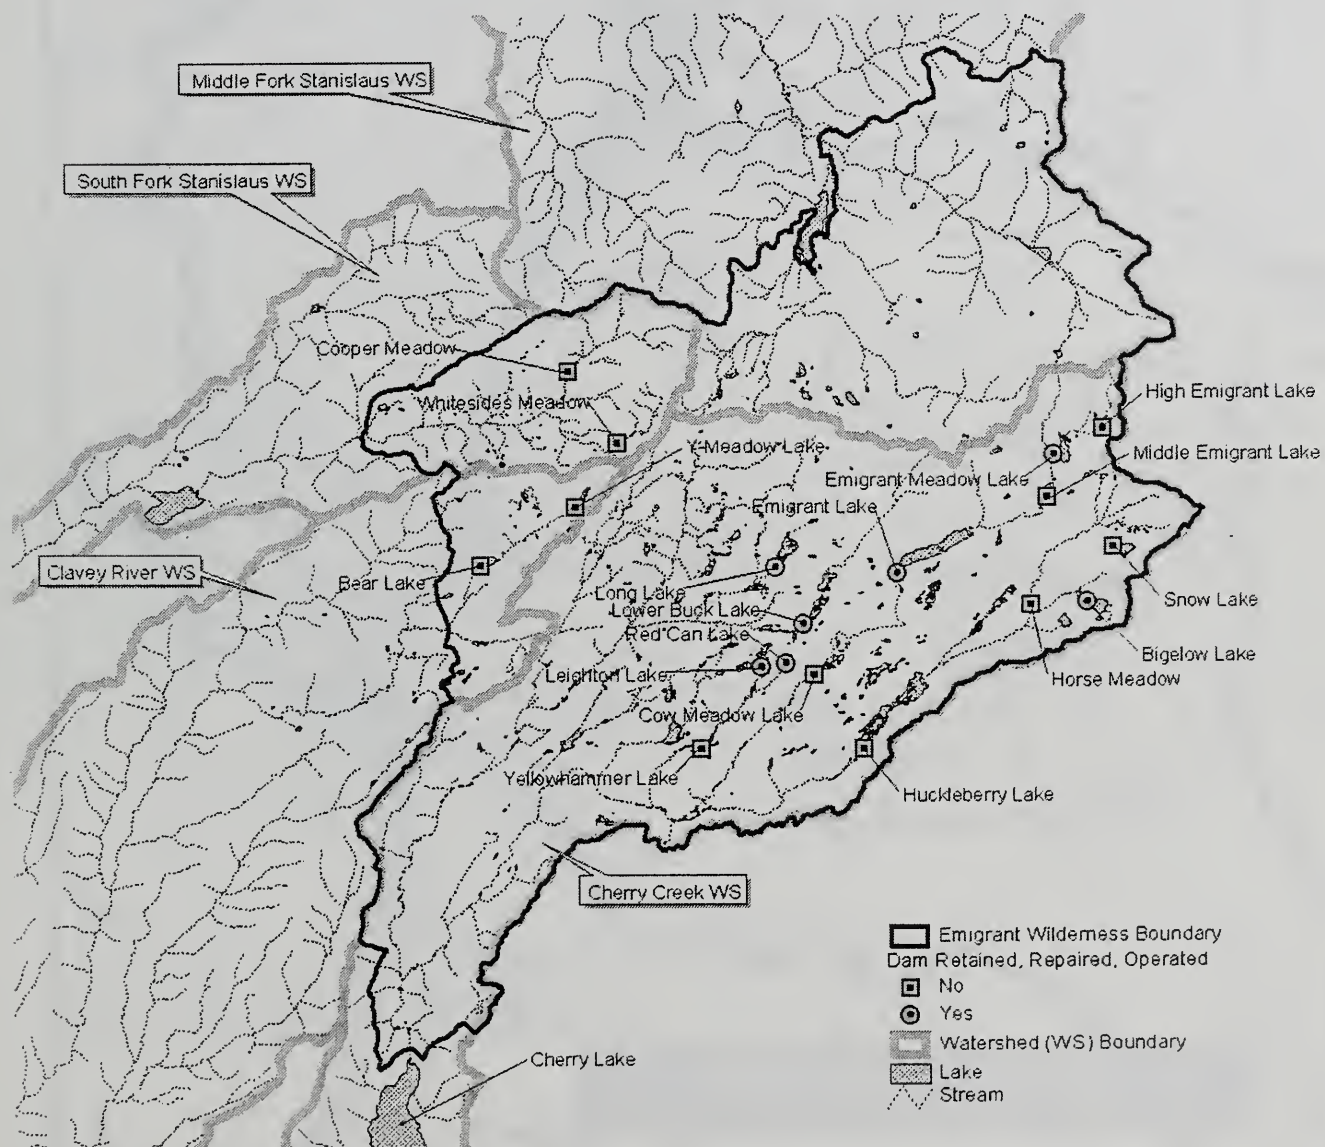 Middle Fork Stanislaus WS
South Fork Stanislaus WS
Cooper Meadow
Whitesides Meadow
High Emigrant Lake
Y-Meadow Lake
Middle Emigrant Lake
Emigrant Meadow Lake
Emigrant Lake
Clavey River WS
Bear Lake
Long Lake
Lower Buck Lake
Snow Lake
Red Can Lake
Bigelow Lake
Leighton Lake
Horse Meadow
Cow Meadow Lake
Yellowhammer Lake
Huckleberry Lake
Cherry Creek WS
Emigrant Wilderness Boundary
Dam Retained, Repaired, Operated
No
Yes
Watershed (WS) Boundary
Cherry Lake
Lake
Stream